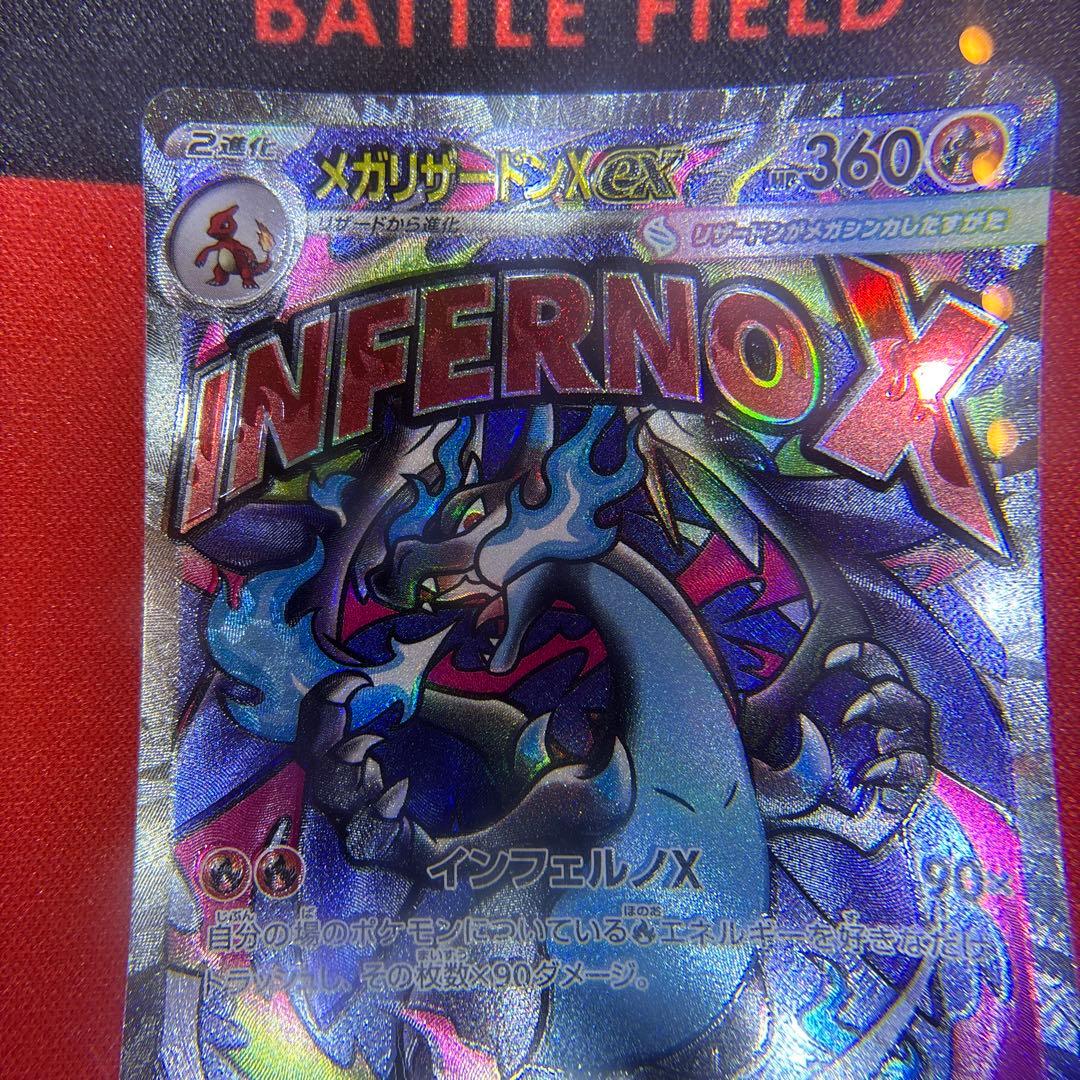 BATTLE FIELD
2進化
メガリザードンXex
HP 360
リザードから進化
リザードンがメガシンカしたすがた
INFERNO X
インフェルノX
90×
自分の場のポケモンについているエネルギーを好きなだけ
トラッシュし、その枚数×90ダメージ。